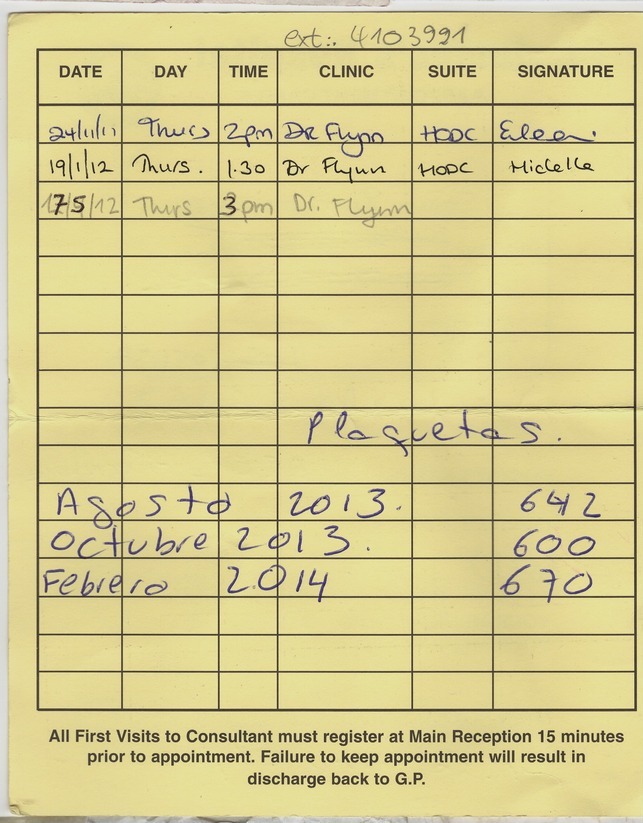 ext:. 4103991
DATE DAY TIME CLINIC SUITE SIGNATURE
24/11/11 Thurs 2pm Dr Flynn HODC Eileen
19/1/12 Thurs. 1.30 Dr Flynn HODC Michelle
/12 Thurs 3pm Dr. Flynn
Plaquetas.
Agosto 2013. 642
Octubre 2013. 600
Febrero 2.014 670
All First Visits to Consultant must register at Main Reception 15 minutes
prior to appointment. Failure to keep appointment will result in
discharge back to G.P.